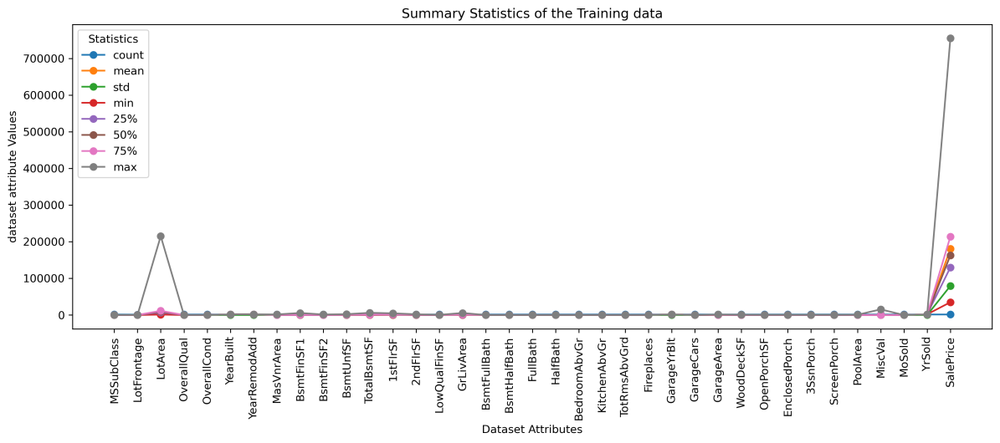 Summary Statistics of the Training data
dataset attribute Values
700000
600000
500000
400000
300000
200000
100000
0
Statistics
count
mean
std
min
25%
50%
75%
max
MSSubClass
LotFrontage
LotArea
OverallQual
OverallCond
YearBuilt
YearRemodAdd
MasVnrArea
BsmtFinSF1
BsmtFinSF2
BsmtUnfSF
TotalBsmtSF
1stFlrSF
2ndFlrSF
LowQualFinSF
GrLivArea
BsmtFullBath
BsmtHalfBath
FullBath
HalfBath
BedroomAbvGr
KitchenAbvGr
TotRmsAbvGrd
Fireplaces
GarageYrBlt
GarageCars
GarageArea
WoodDeckSF
OpenPorchSF
EnclosedPorch
3SsnPorch
ScreenPorch
PoolArea
MiscVal
MoSold
YrSold
SalePrice
Dataset Attributes